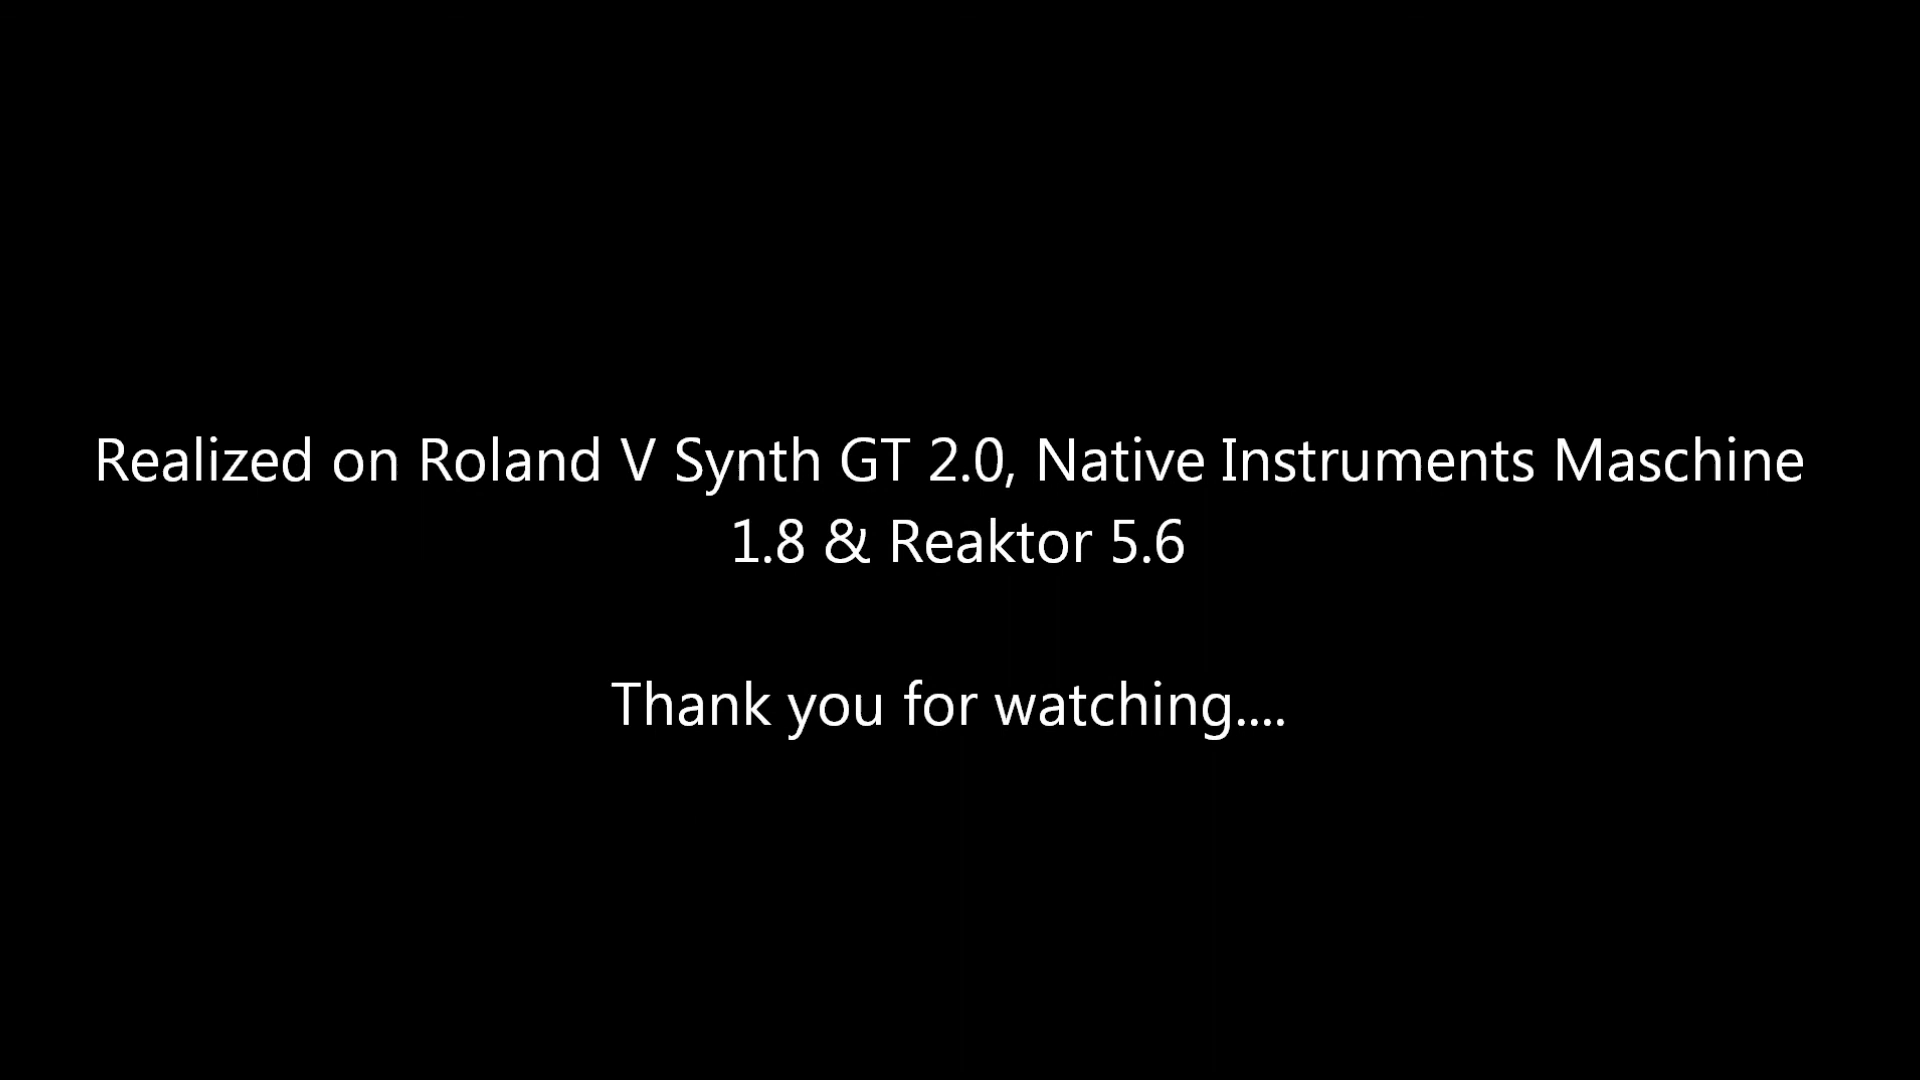 Realized on Roland V Synth GT 2.0, Native Instruments Maschine
1.8 & Reaktor 5.6
Thank you for watching....